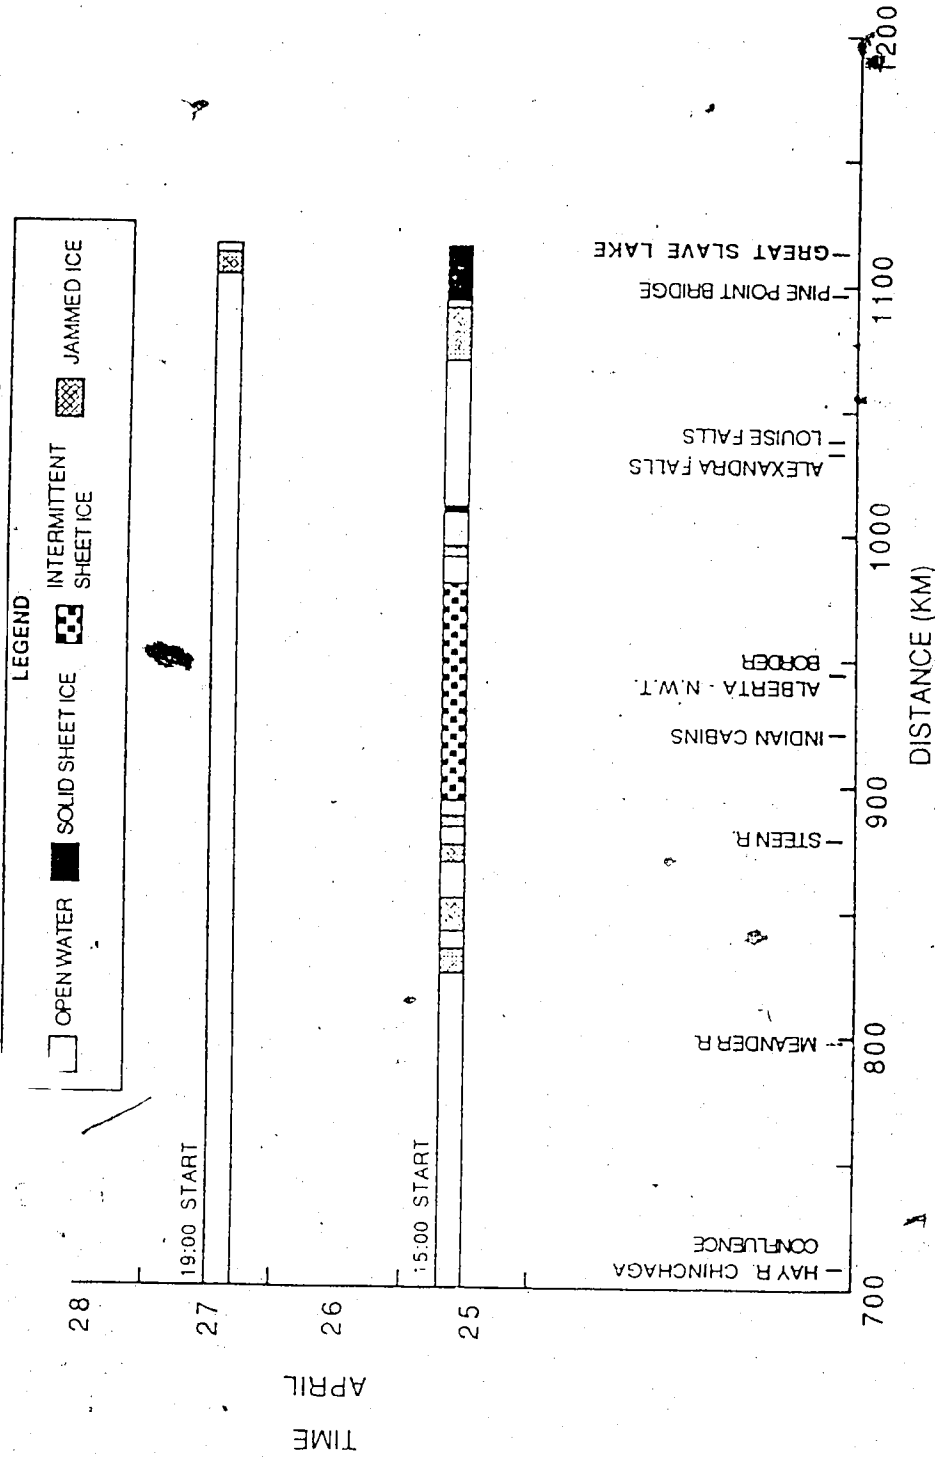 LEGEND
OPEN WATER
SOLID SHEET ICE
INTERMITTENT
SHEET ICE
JAMMED ICE
19:00 START
15:00 START
TIME
APRIL
28
27
26
25
HAY R. CHINCHAGA
CONFLUENCE
MEANDER R
STEEN R.
INDIAN CABINS
ALBERTA - N.W.T.
BORDER
ALEXANDRA FALLS
LOUISE FALLS
PINE POINT BRIDGE
GREAT SLAVE LAKE
700
800
900
1000
1100
1200
DISTANCE (KM)